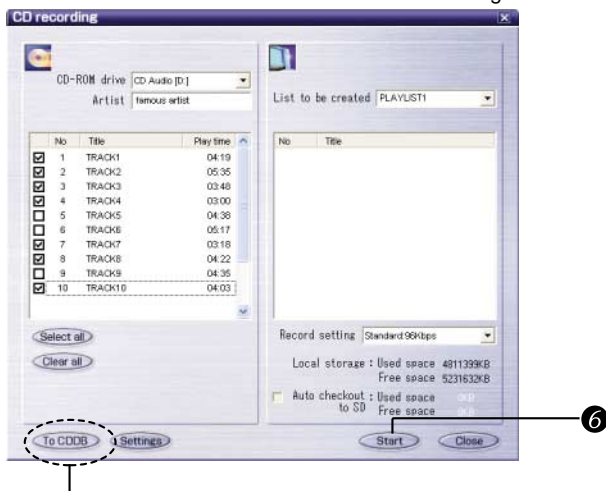 CD recording
CD-ROM drive CD Audio [D:]
Artist famous artist
No Title Play time
1 TRACK1 04:19
2 TRACK2 05:35
3 TRACK3 03:48
4 TRACK4 03:00
5 TRACK5 04:38
6 TRACK6 05:17
7 TRACK7 03:18
8 TRACK8 04:22
9 TRACK9 04:35
10 TRACK10 04:03
Select all
Clear all
To CDDB Settings
List to be created PLAYLIST1
No Title
Record setting Standard:96Kbps
Local storage : Used space 4811399KB
Free space 5231632KB
Auto checkout : Used space 0KB
to SD Free space 0KB
Start Close
6